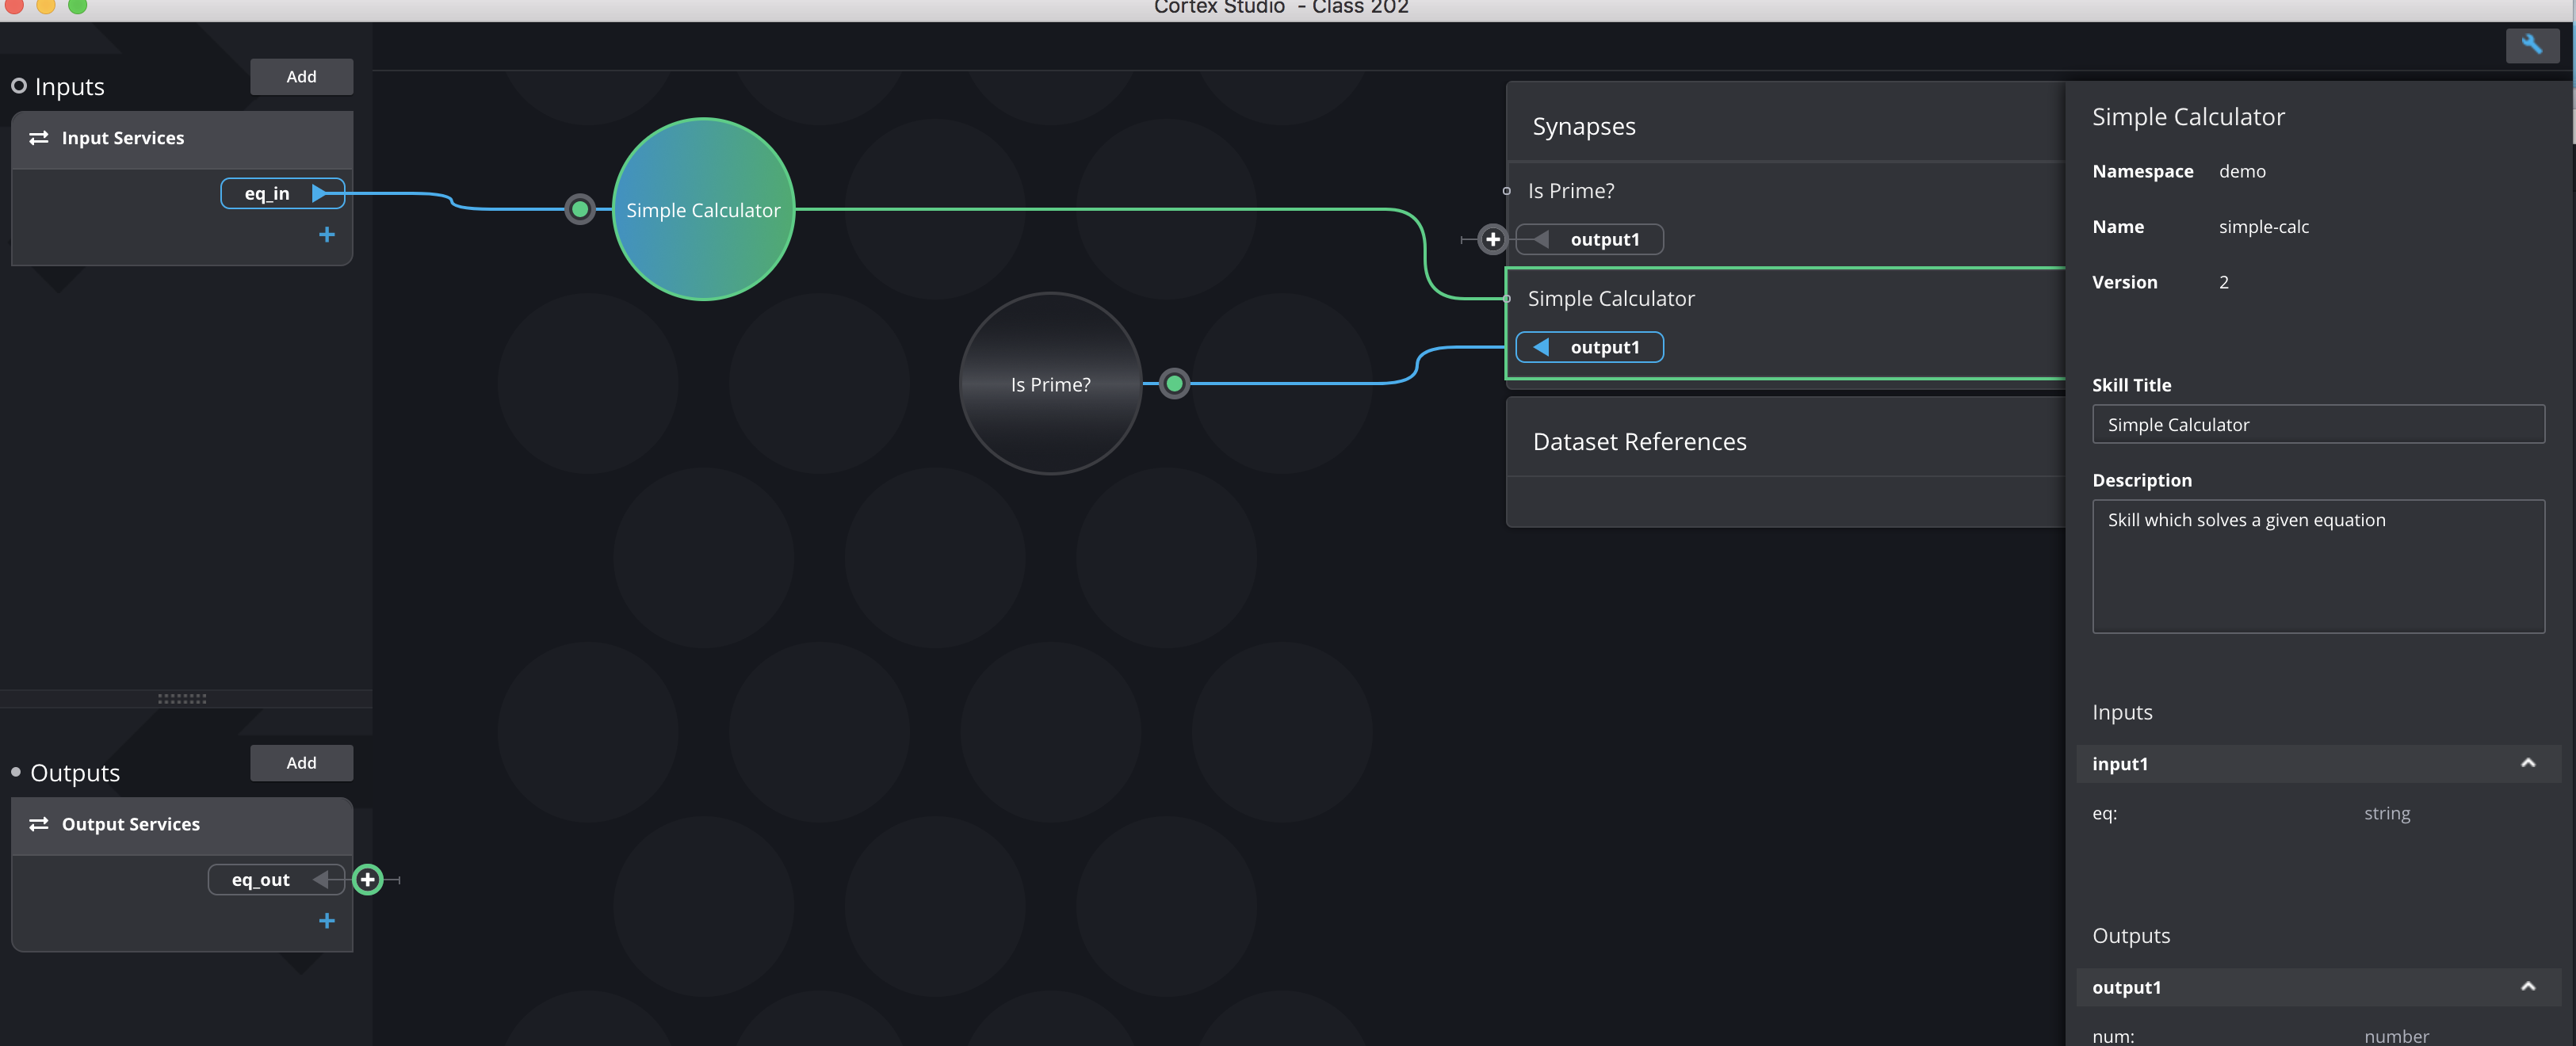 Cortex Studio - Class 202
Inputs
Add
Input Services
eq_in
Outputs
Add
Output Services
eq_out
Simple Calculator
Is Prime?
Synapses
Is Prime?
output1
Simple Calculator
output1
Dataset References
Simple Calculator
Namespace demo
Name simple-calc
Version 2
Skill Title
Simple Calculator
Description
Skill which solves a given equation
Inputs
input1
eq: string
Outputs
output1
num: number